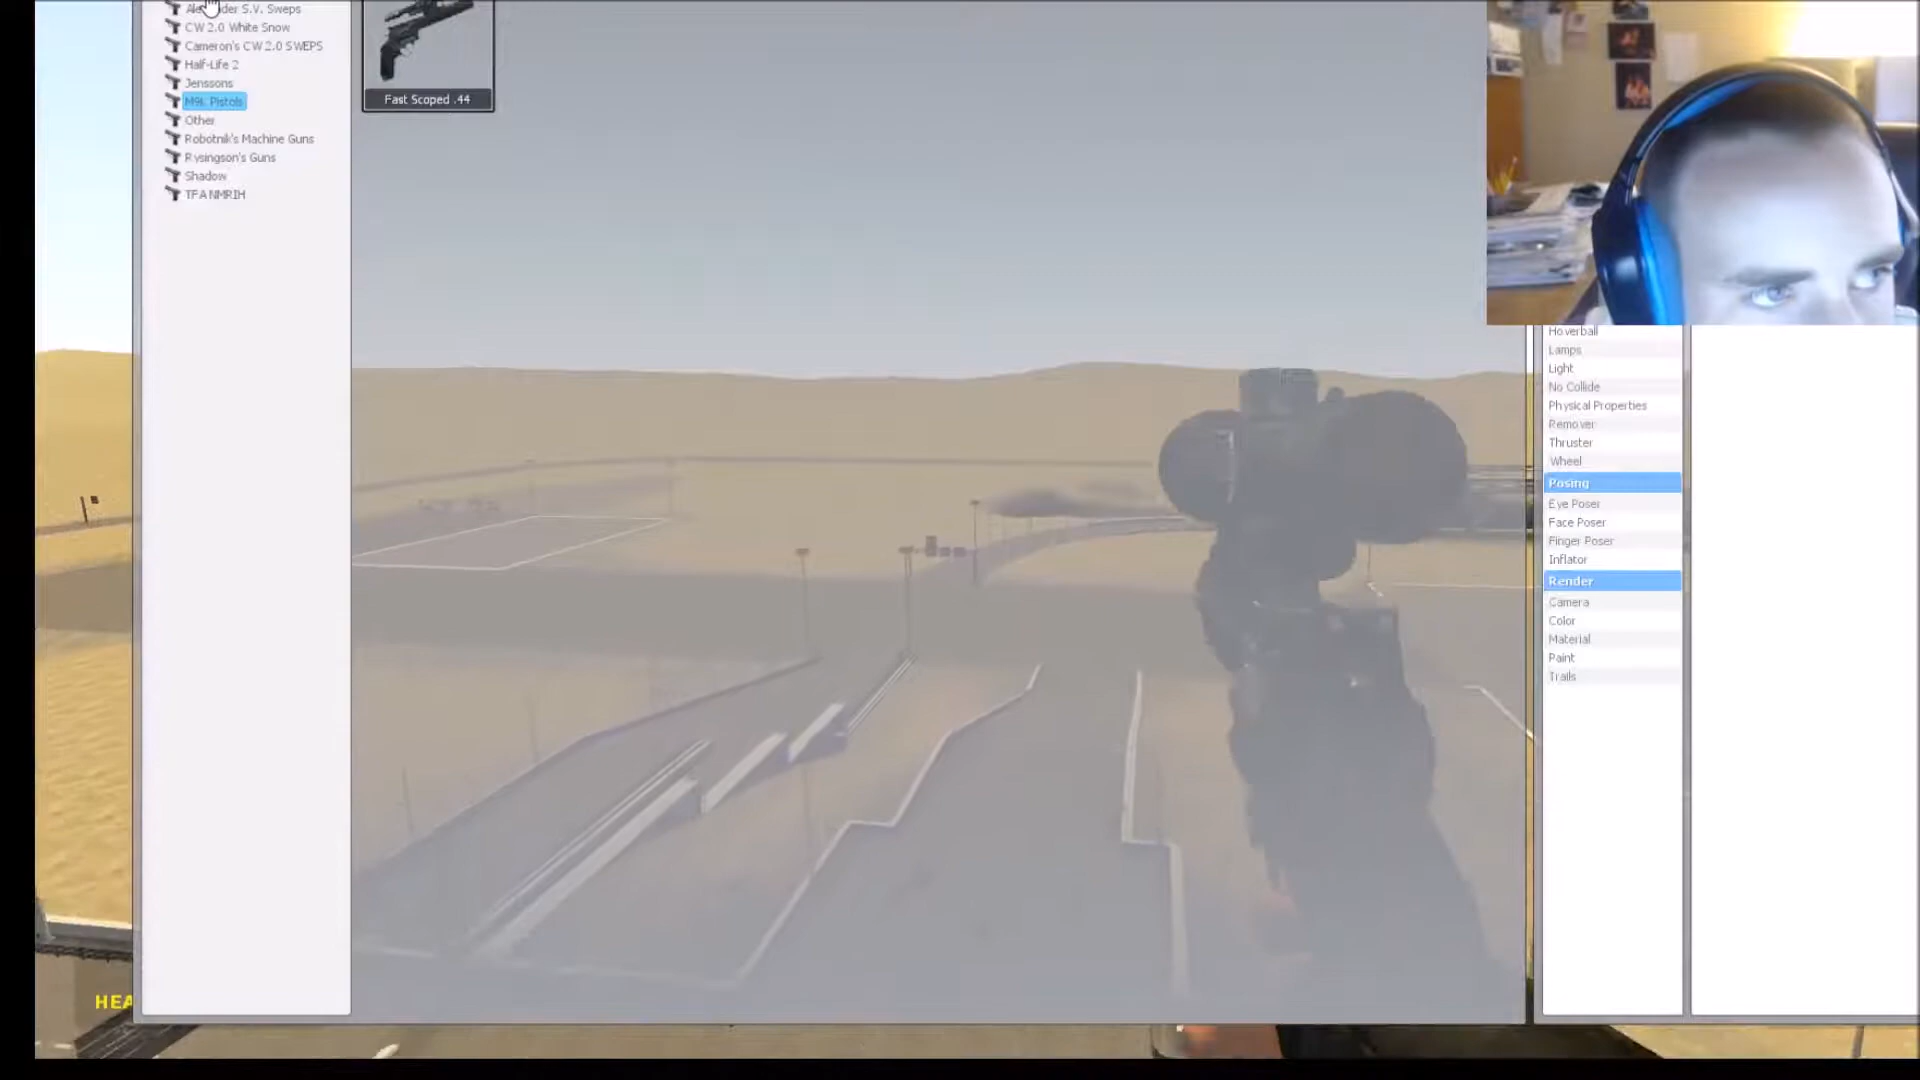 S.V. Sweps
CW 2.0 White Snow
Cameron's CW 2.0 SWEPS
Half-Life 2
Jenssons
M9K Pistols
Other
Robotnik's Machine Guns
Rysingson's Guns
Shadow
TFA NMRIH
Fast Scoped .44
Hoverball
Lamps
Light
No Collide
Physical Properties
Remover
Thruster
Wheel
Posing
Eye Poser
Face Poser
Finger Poser
Inflator
Render
Camera
Color
Material
Paint
Trails
HEA